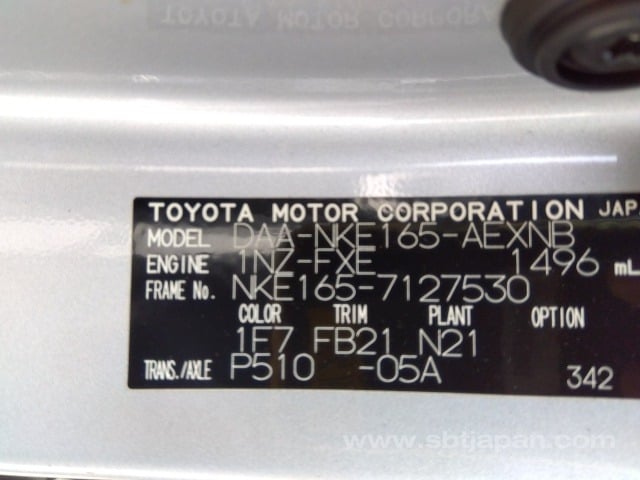 TOYOTA MOTOR CORPORATION JAPA
MODEL DAA-NKE165-AEXNB
ENGINE 1NZ-FXE 1496 mL
FRAME No. NKE165-7127530
COLOR TRIM PLANT OPTION
1F7 FB21 N21
TRANS./AXLE P510 -05A 342
www.sbtjapan.com